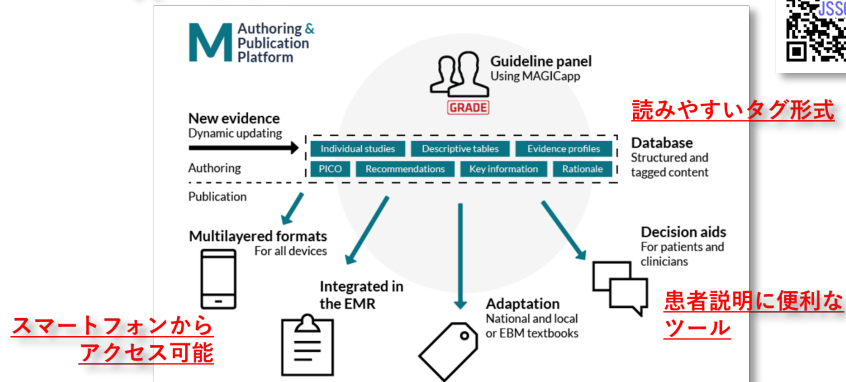 M Authoring &
Publication
Platform
Guideline panel
Using MAGICapp
GRADE
読みやすいタグ形式
New evidence
Dynamic updating
Individual studies
Descriptive tables
Evidence profiles
Database
Structured and
tagged content
Authoring
PICO
Recommendations
Key information
Rationale
Publication
Multilayered formats
For all devices
Integrated in
the EMR
Adaptation
National and local
or EBM textbooks
Decision aids
For patients and
clinicians
患者説明に便利な
ツール
スマートフォンから
アクセス可能